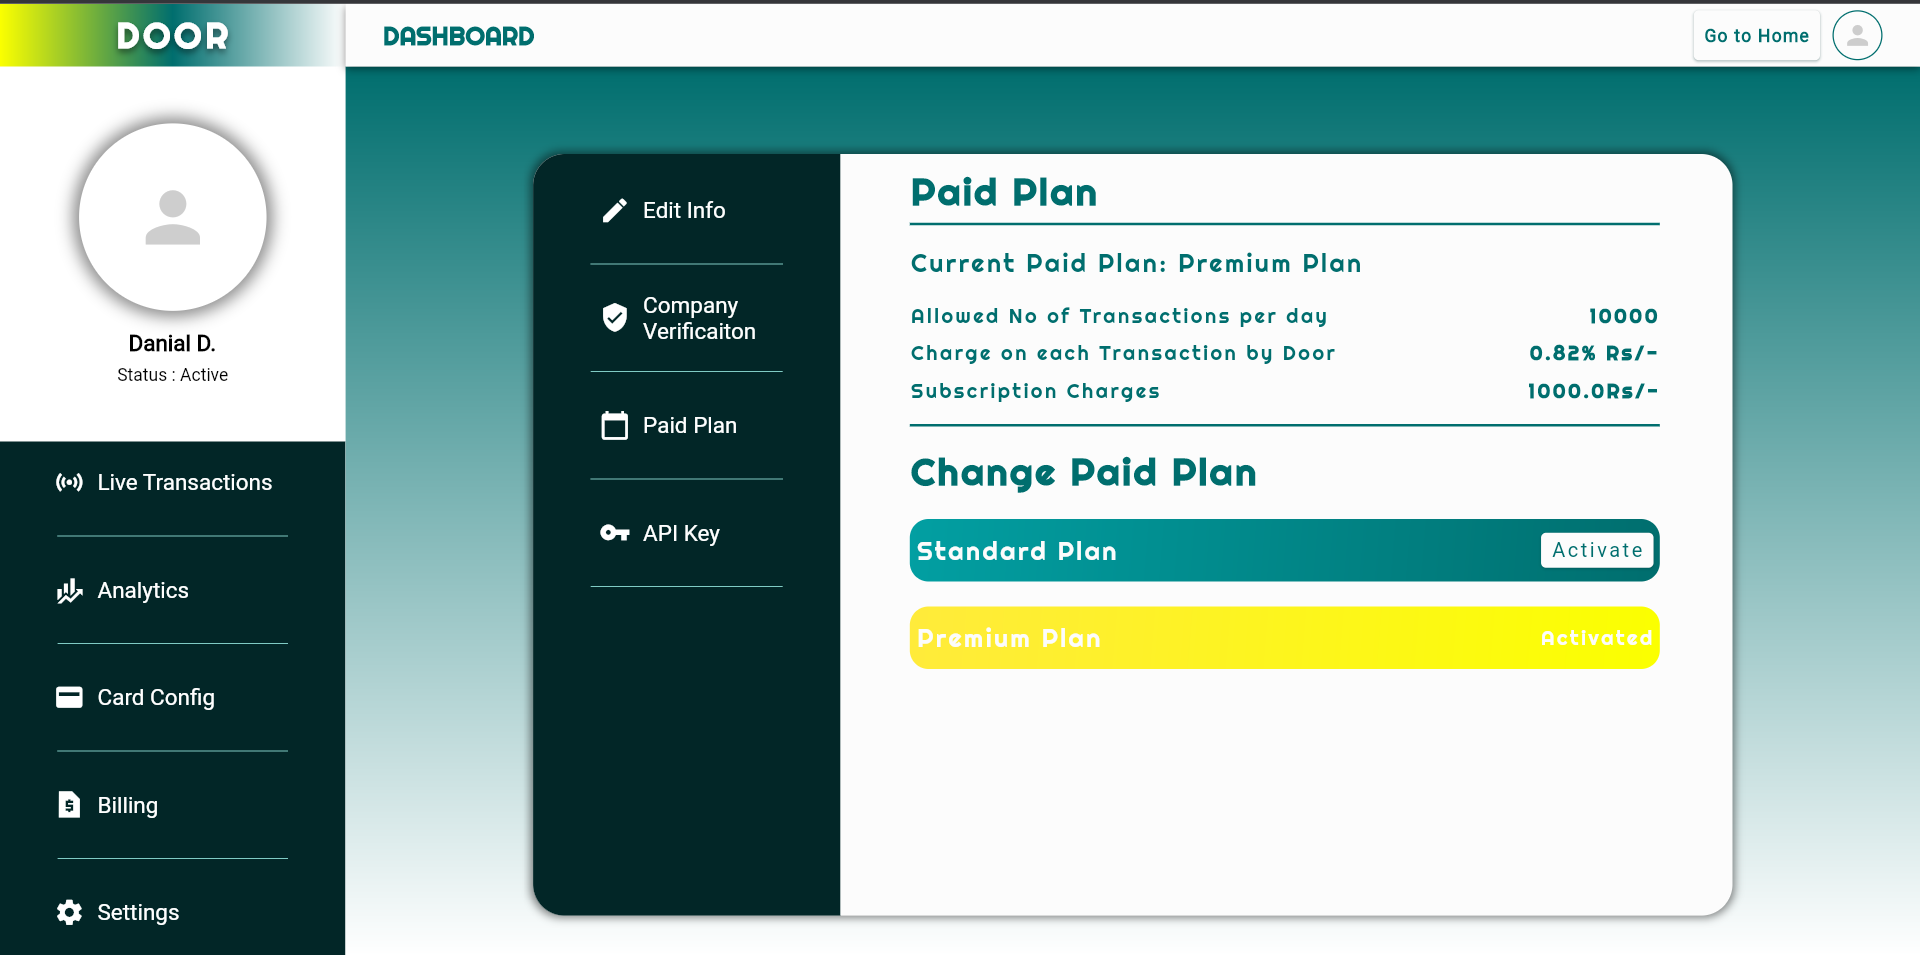 DOOR
DASHBOARD
Go to Home
Danial D.
Status : Active
Live Transactions
Analytics
Card Config
Billing
Settings
Edit Info
Company
Verificaiton
Paid Plan
API Key
Paid Plan
Current Paid Plan: Premium Plan
Allowed No of Transactions per day 10000
Charge on each Transaction by Door 0.82% Rs/-
Subscription Charges 1000.0Rs/-
Change Paid Plan
Standard Plan Activate
Premium Plan Activated